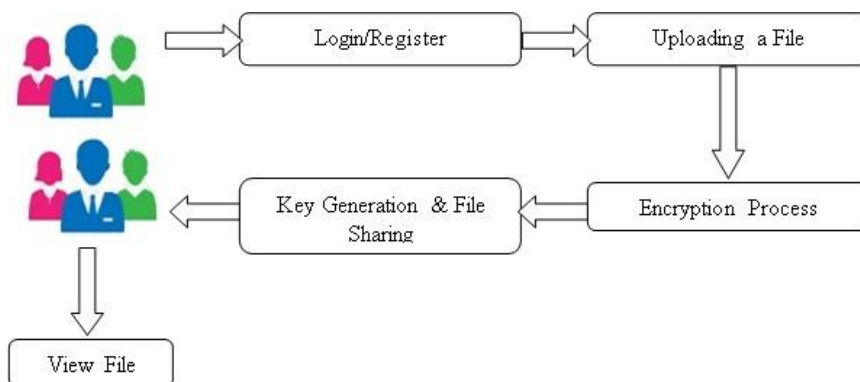 Login/Register
Uploading a File
Encryption Process
Key Generation & File
Sharing
View File